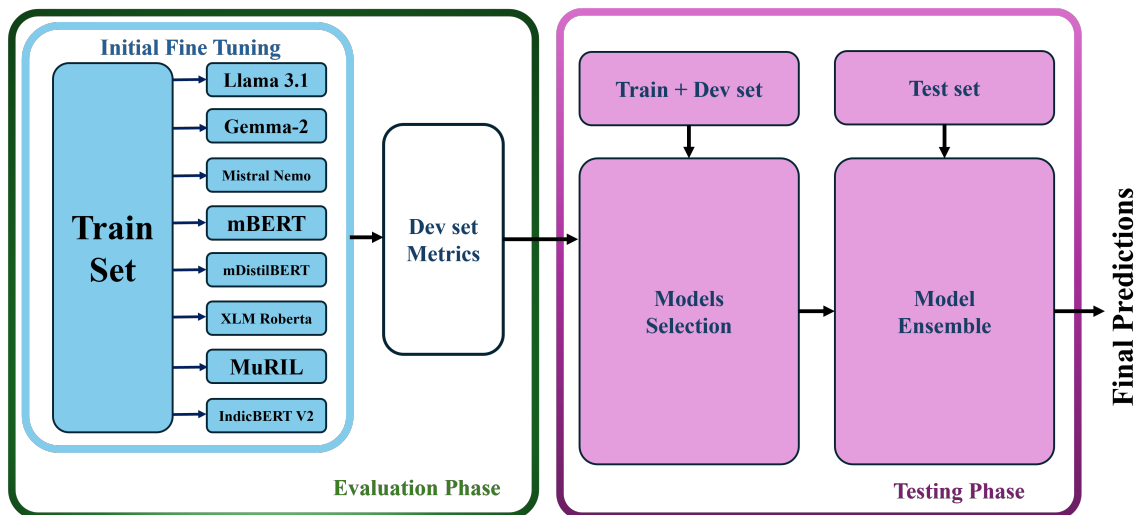 Initial Fine Tuning
Train
Set
Llama 3.1
Gemma-2
Mistral Nemo
mBERT
mDistilBERT
XLM Roberta
MuRIL
IndicBERT V2
Dev set
Metrics
Evaluation Phase
Train + Dev set
Test set
Models
Selection
Model
Ensemble
Testing Phase
Final Predictions